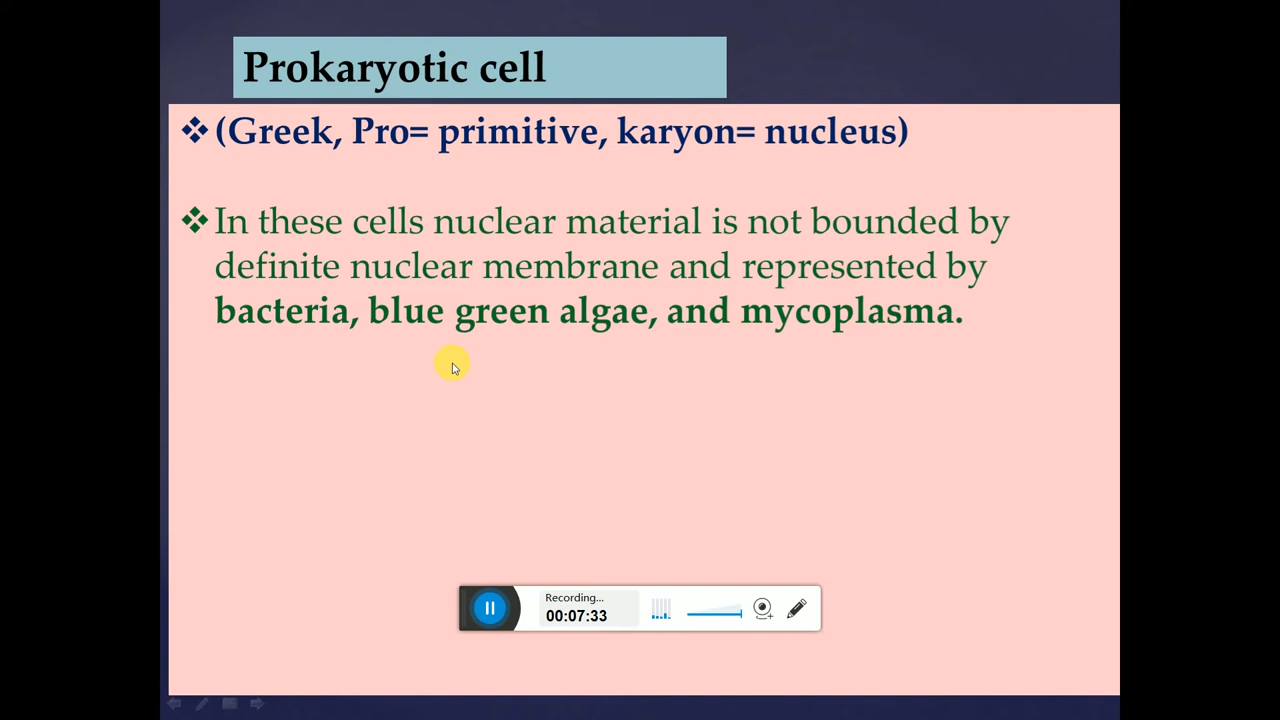 Prokaryotic cell
(Greek, Pro= primitive, karyon= nucleus)
In these cells nuclear material is not bounded by
definite nuclear membrane and represented by
bacteria, blue green algae, and mycoplasma.
Recording...
00:07:33